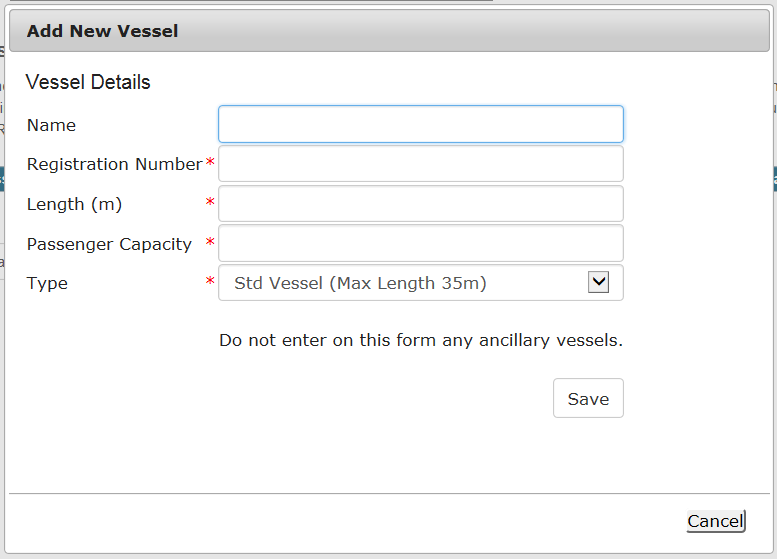 Add New Vessel
Vessel Details
Name
Registration Number*
Length (m) *
Passenger Capacity *
Type * Std Vessel (Max Length 35m)
Do not enter on this form any ancillary vessels.
Save
Cancel